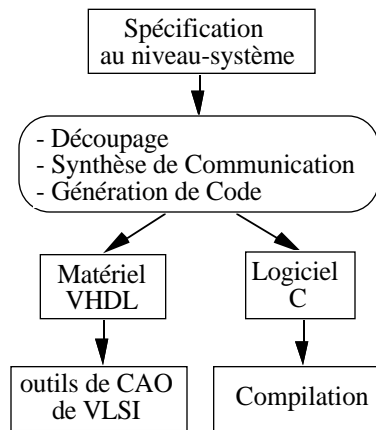 Spécification
au niveau-système
- Découpage
- Synthèse de Communication
- Génération de Code
Matériel
VHDL
Logiciel
C
outils de CAO
de VLSI
Compilation